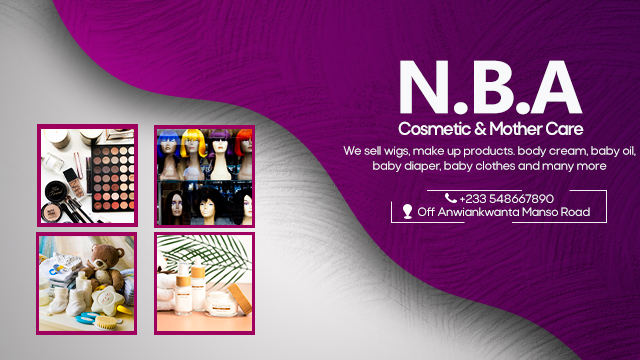 N.B.A
Cosmetic & Mother Care
We sell wigs, make up products. body cream, baby oil,
baby diaper, baby clothes and many more
+233 548667890
Off Anwiankwanta Manso Road